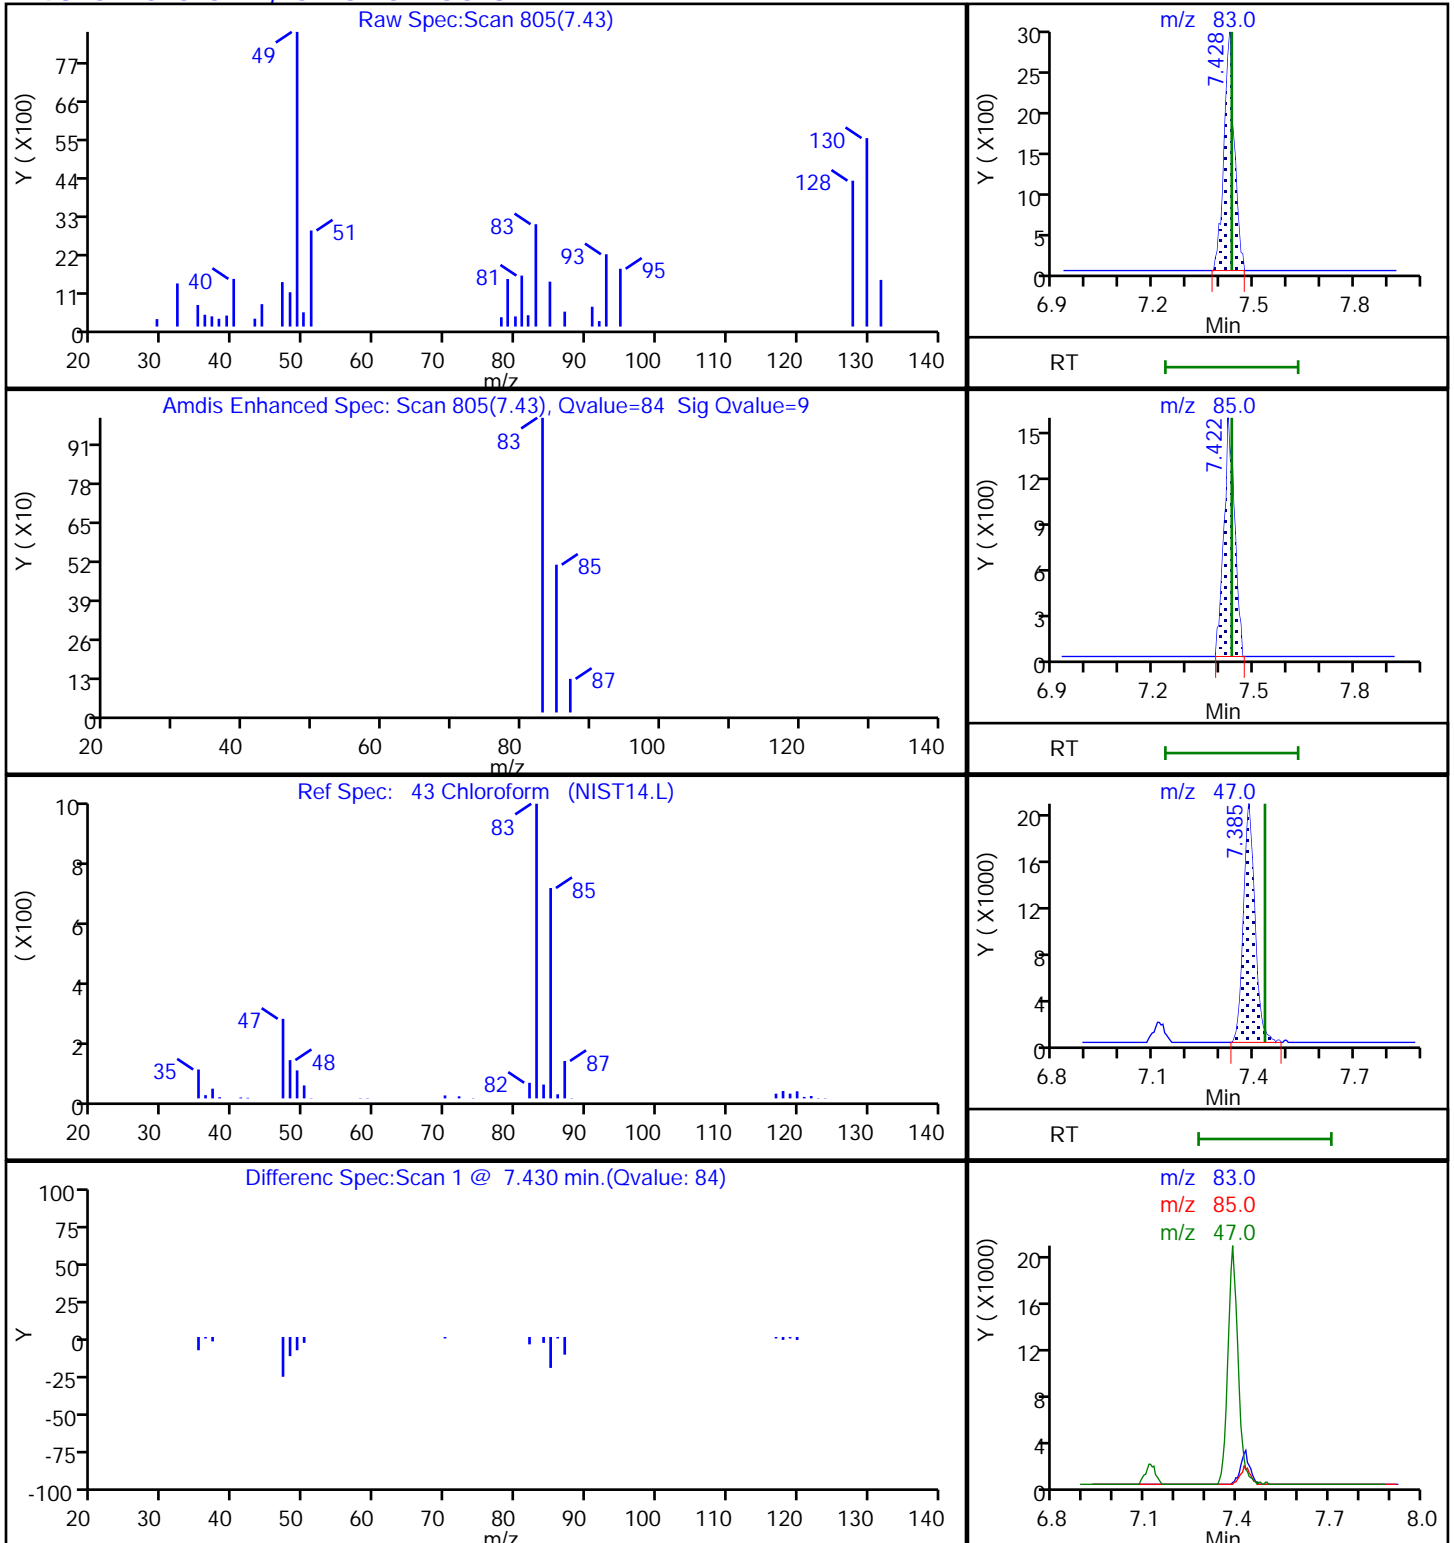 Raw Spec:Scan 805(7.43)
Y ( X100)
77
66
55
44
33
22
11
0
49
40
51
81
83
93
95
128
130
20 30 40 50 60 70 80 90 100 110 120 130 140
m/z
m/z 83.0
Y ( X100)
30
25
20
15
10
5
0
7.428
6.9 7.2 7.5 7.8
Min
RT
Amdis Enhanced Spec: Scan 805(7.43), Qvalue=84 Sig Qvalue=9
Y ( X10)
91
78
65
52
39
26
13
0
83
85
87
20 40 60 80 100 120 140
m/z
m/z 85.0
Y ( X100)
15
12
9
6
3
0
7.422
6.9 7.2 7.5 7.8
Min
RT
Ref Spec: 43 Chloroform (NIST14.L)
( X100)
10
8
6
4
2
0
35
47
48
82
83
85
87
20 30 40 50 60 70 80 90 100 110 120 130 140
m/z 47.0
Y ( X1000)
20
16
12
8
4
0
7.385
6.8 7.1 7.4 7.7
Min
RT
Differenc Spec:Scan 1 @ 7.430 min.(Qvalue: 84)
Y
100
75
50
25
0
-25
-50
-75
-100
20 30 40 50 60 70 80 90 100 110 120 130 140
m/z
m/z 83.0
m/z 85.0
m/z 47.0
Y ( X1000)
20
16
12
8
4
0
6.8 7.1 7.4 7.7 8.0
Min